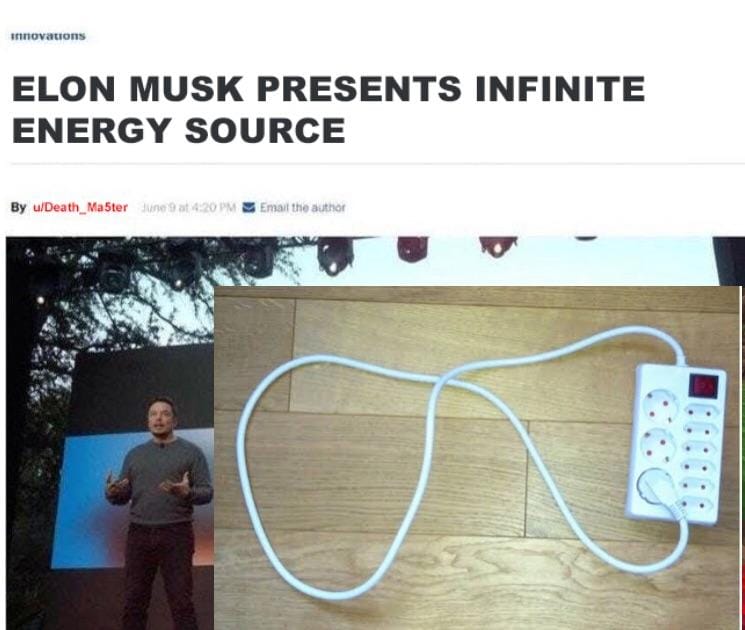 Innovations
ELON MUSK PRESENTS INFINITE
ENERGY SOURCE
By u/Death_Ma5ter June 9 at 4:20 PM Email the author